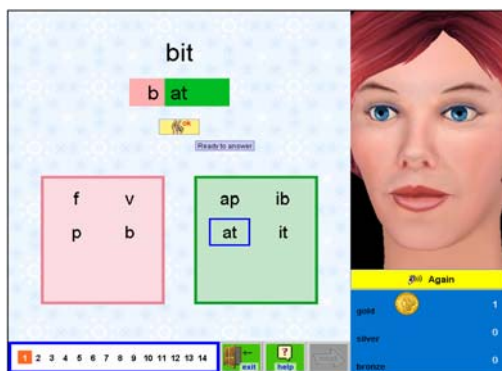 bit
b at
ok
Ready to answer
f v
p b
ap ib
at it
Again
gold 1
silver 0
bronze 0
1 2 3 4 5 6 7 8 9 10 11 12 13 14
exit
? help